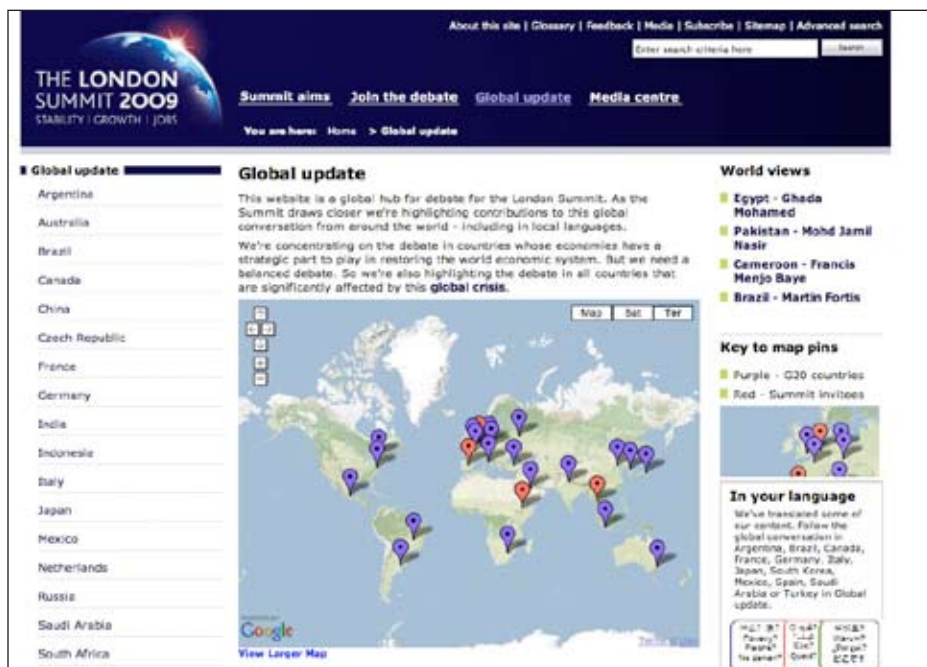 About this site | Glossary | Feedback | Media | Subscribe | Sitemap | Advanced search
Enter search criteria here
Search
THE LONDON
SUMMIT 2009
STABILITY | GROWTH | JOBS
Summit aims Join the debate Global update Media centre
You are here: Home > Global update
Global update
Argentina
Australia
Brazil
Canada
China
Czech Republic
France
Germany
India
Indonesia
Italy
Japan
Mexico
Netherlands
Russia
Saudi Arabia
South Africa
Global update
This website is a global hub for debate for the London Summit. As the
Summit draws closer we're highlighting contributions to this global
conversation from around the world - including in local languages.
We're concentrating on the debate in countries whose economies have a
strategic part to play in restoring the world economic system. But we need a
balanced debate. So we're also highlighting the debate in all countries that
are significantly affected by this global crisis.
Map Sat Ter
Google
View Larger Map
World views
Egypt - Ghada
Mohamed
Pakistan - Mohd Jamil
Nasir
Cameroon - Francis
Menjo Baye
Brazil - Martin Fortis
Key to map pins
Purple - G20 countries
Red - Summit invitees
In your language
We've translated some of
our content. Follow the
global conversation in
Argentina, Brazil, Canada,
France, Germany, Italy,
Japan, South Korea,
Mexico, Spain, Saudi
Arabia or Turkey in Global
update.